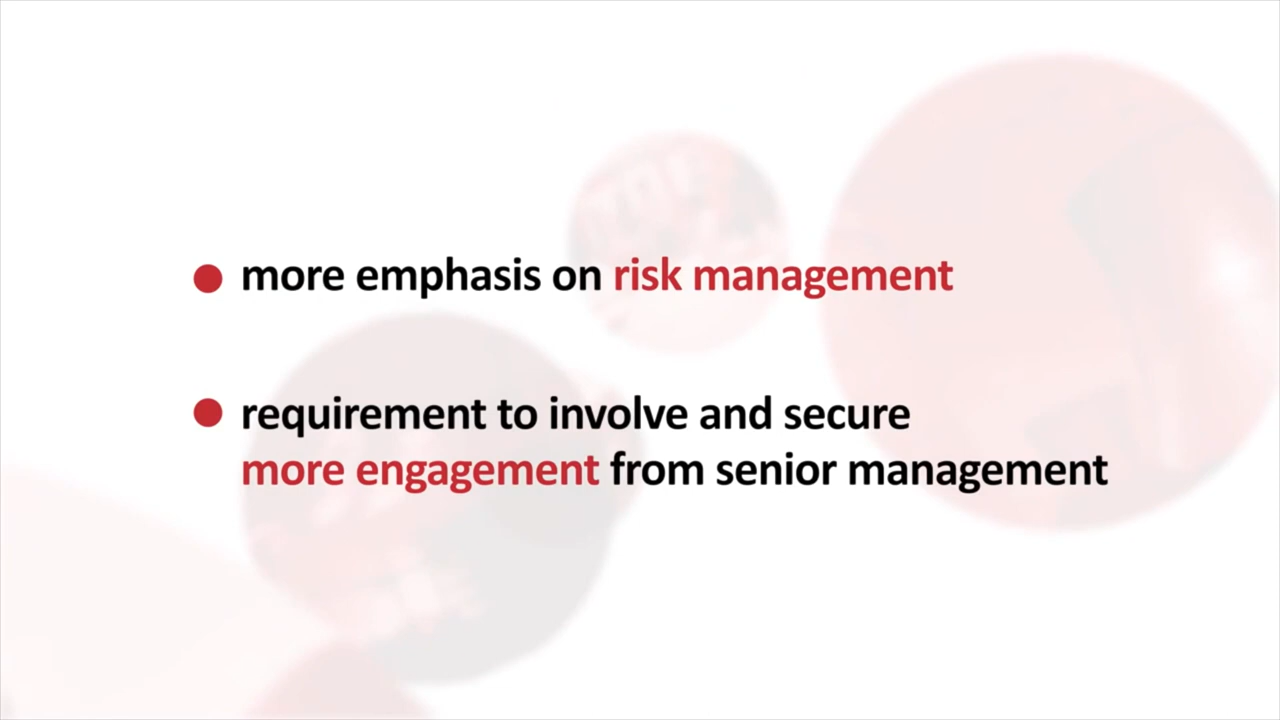 more emphasis on risk management
requirement to involve and secure
more engagement from senior management